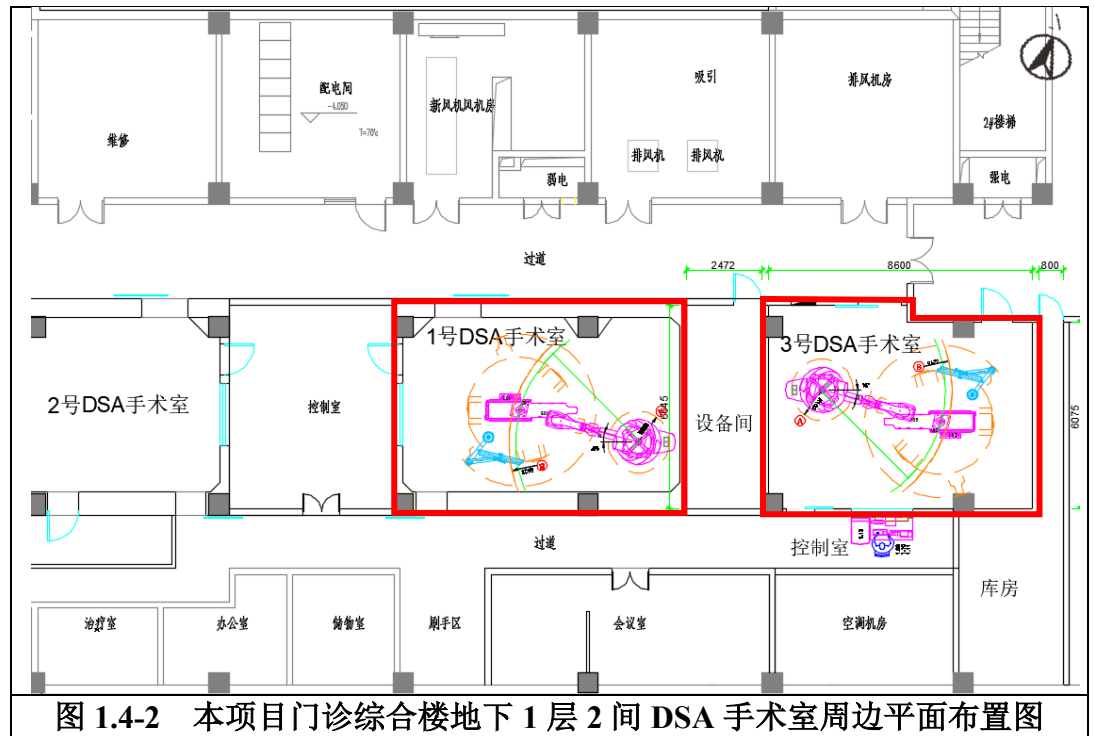 吸引
排风机房
配电间
-4.050
新风机风机房
2#楼梯
维修
T=70%
排风机
排风机
弱电
强电
过道
2472
8600
800
1号DSA手术室
3号DSA手术室
B
2号DSA手术室
控制室
6645
设备间
6075
A
B
过道
控制室
库房
治疗室
办公室
储物室
刷手区
会议室
空调机房
图 1.4-2 本项目门诊综合楼地下 1 层 2 间 DSA 手术室周边平面布置图